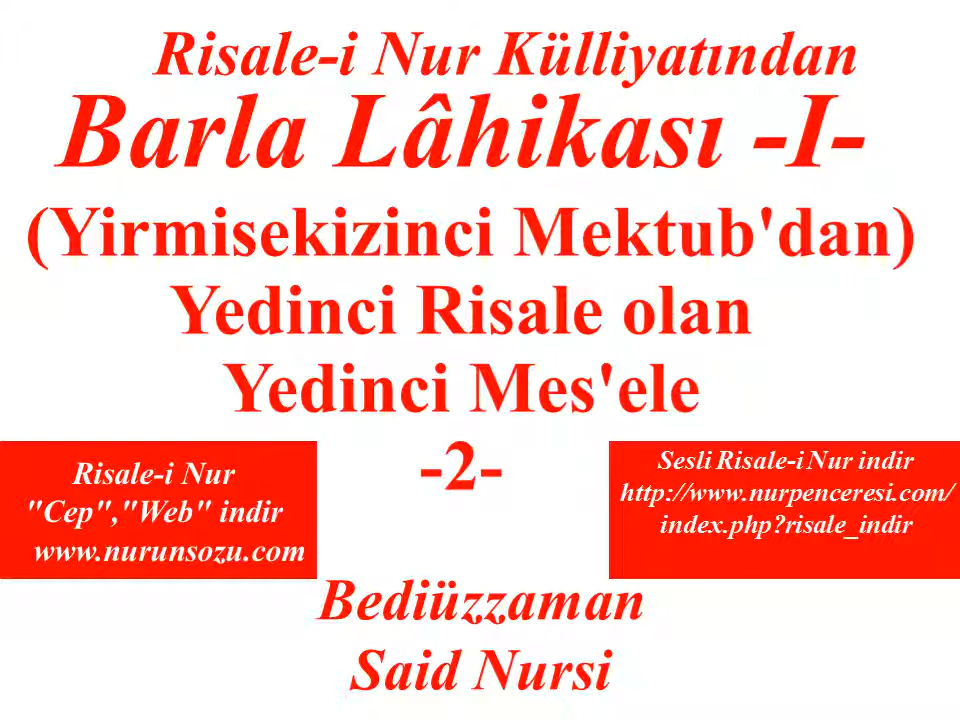 Risale-i Nur Külliyatından
Barla Lâhikası -I-
(Yirmisekizinci Mektub'dan)
Yedinci Risale olan
Yedinci Mes'ele
-2-
Risale-i Nur
"Cep","Web" indir
www.nurunsozu.com
Sesli Risale-i Nur indir
http://www.nurpenceresi.com/
index.php?risale_indir
Bediüzzaman
Said Nursi